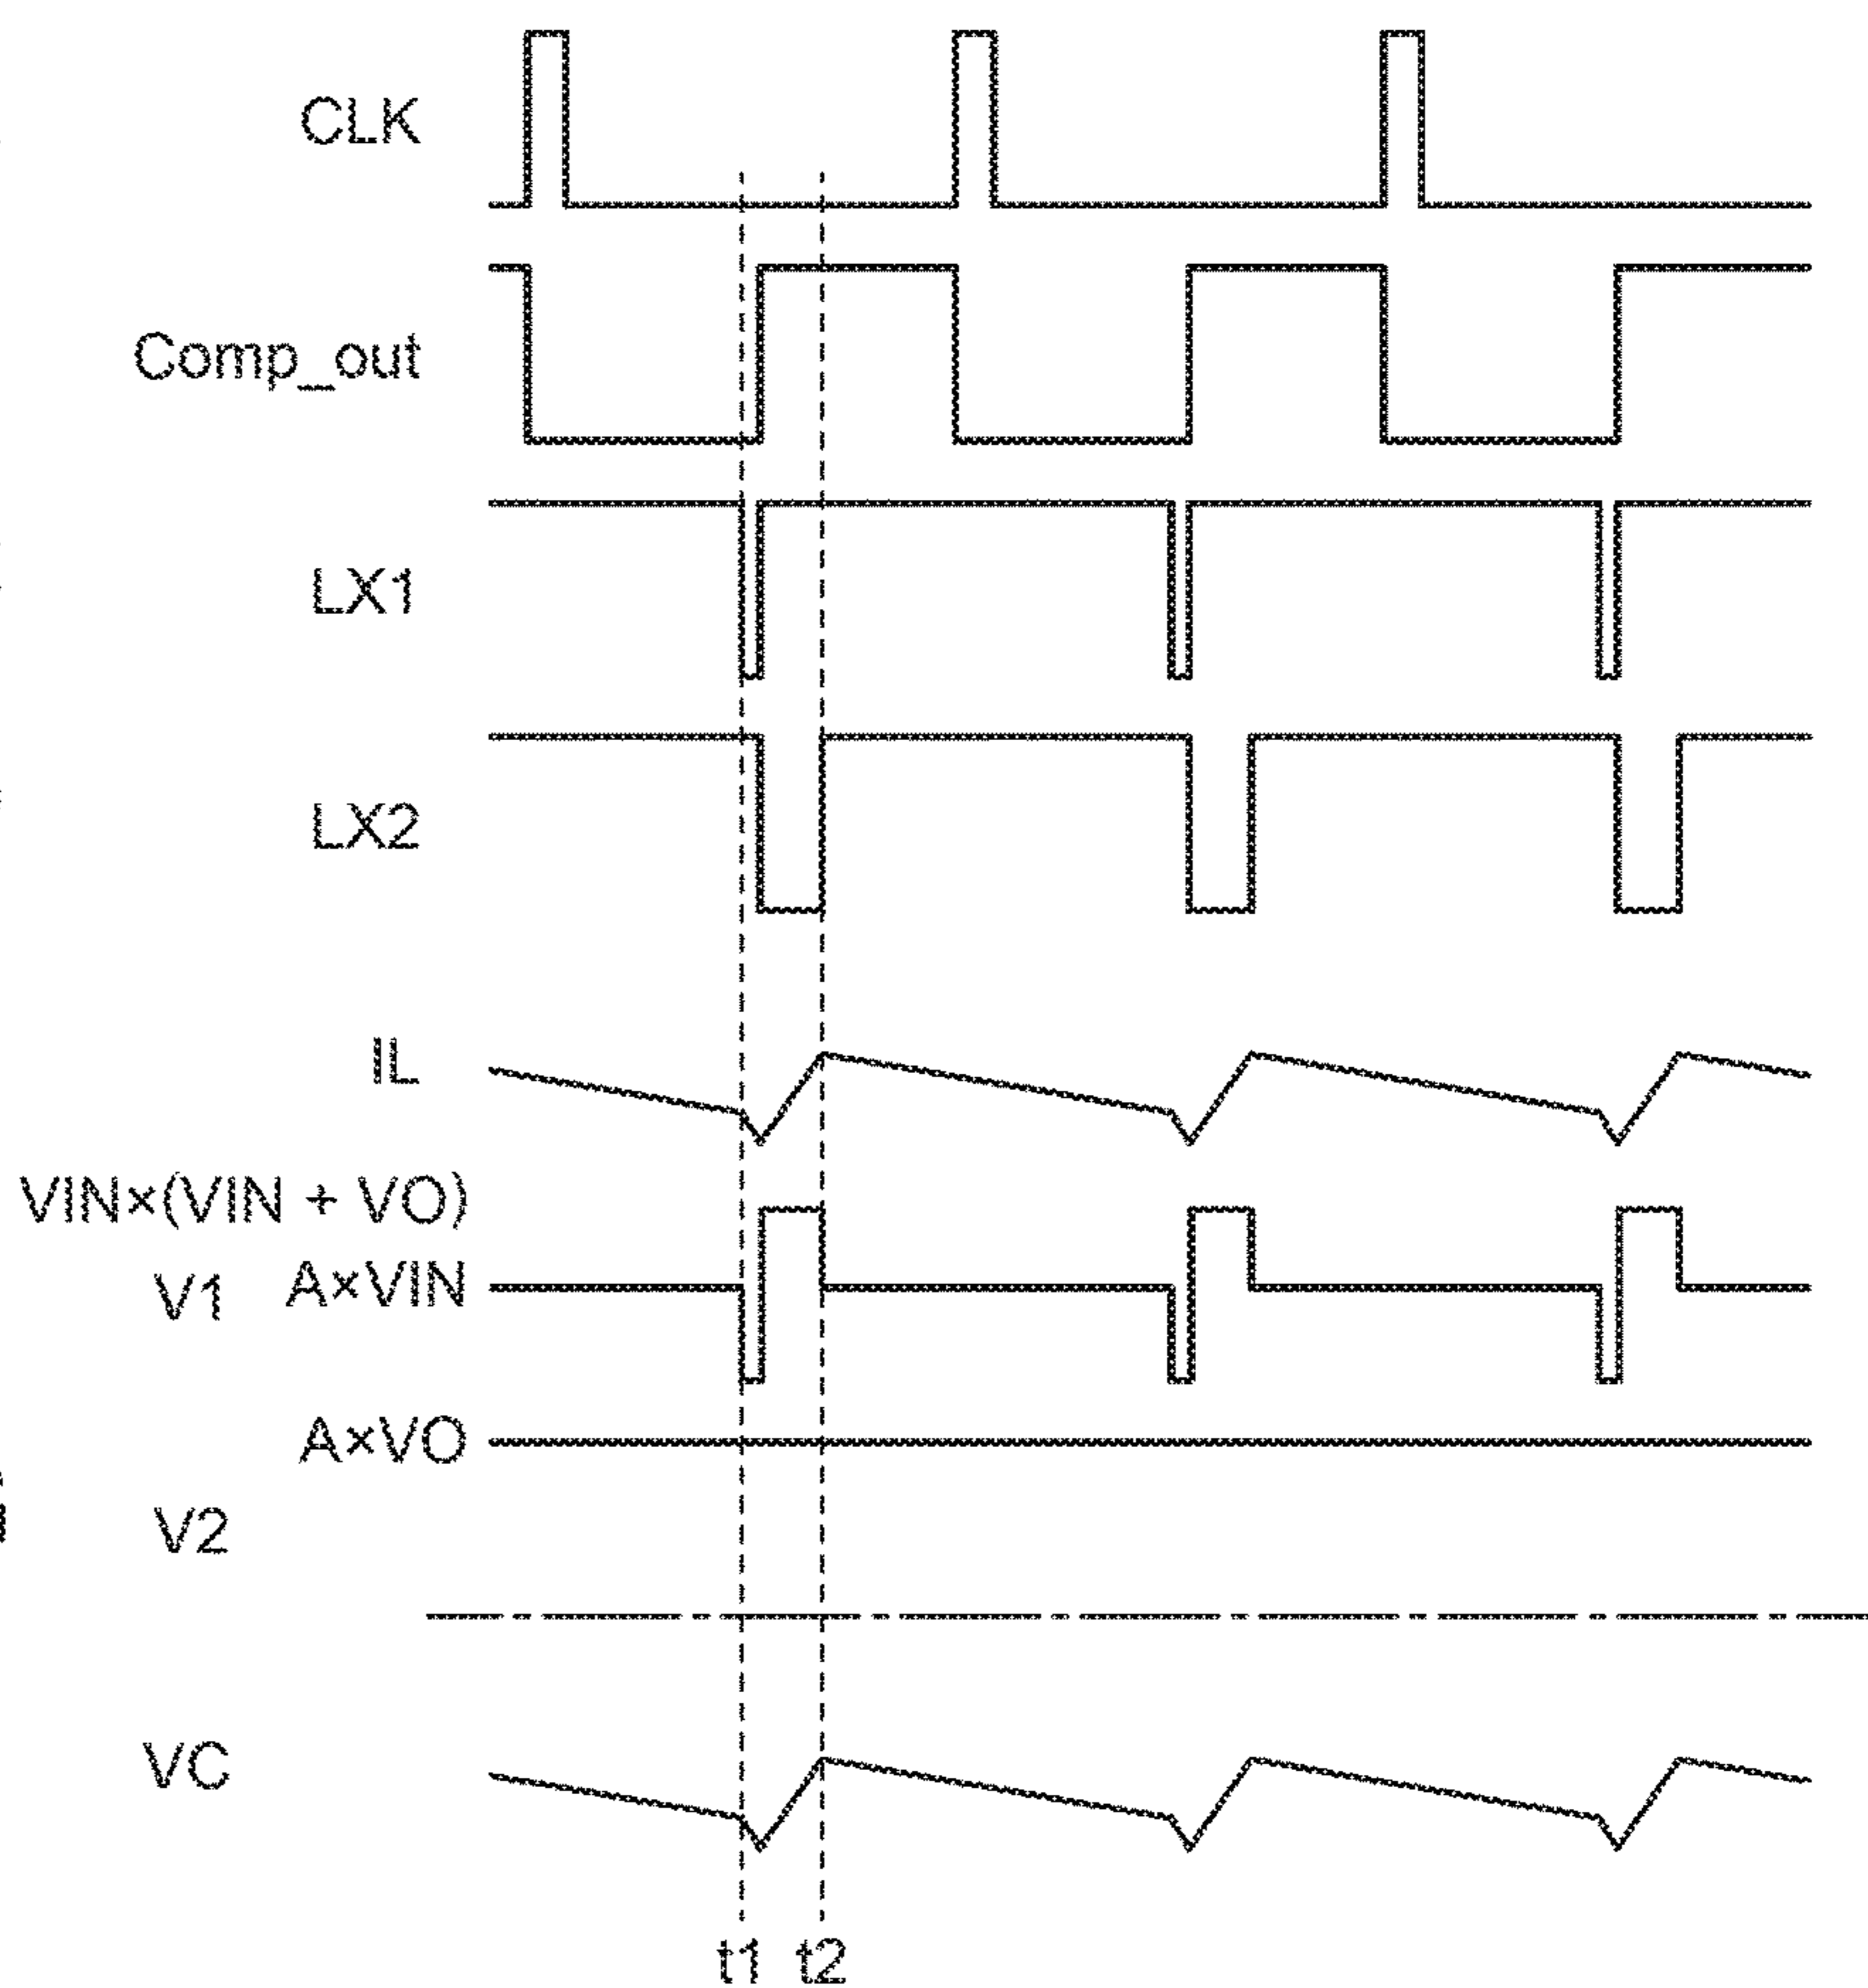 CLK
Comp_out
LX1
LX2
IL
VIN×(VIN + VO)
V1 A×VIN
A×VO
V2
VC
t1 t2